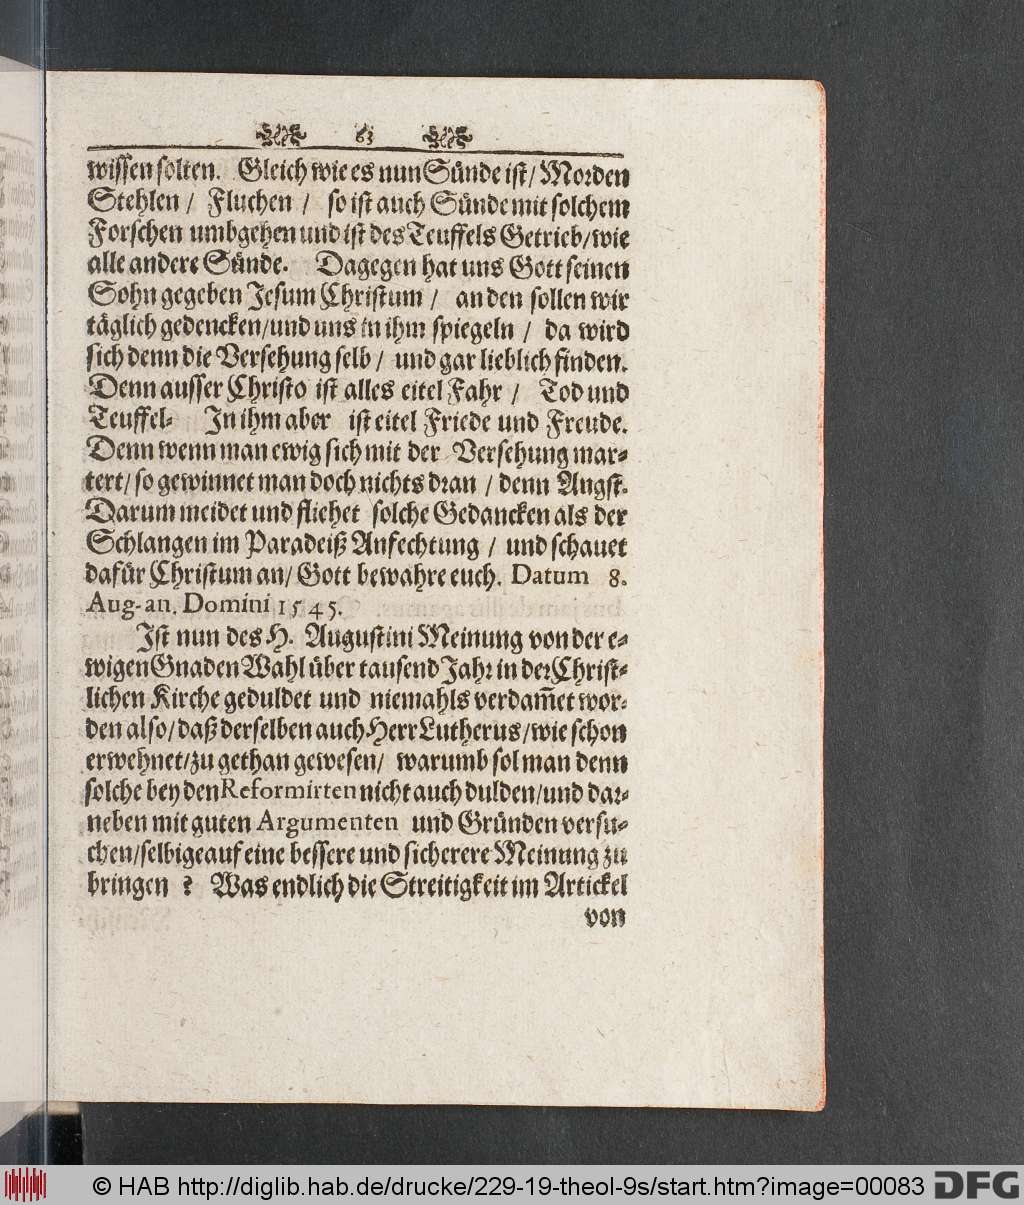 63
wissen solten. Gleich wie es nun Sünde ist/ Morden
Stehlen / Fluchen / so ist auch Sünde mit solchem
Forschen umbgehen und ist des Teuffels Getrieb/ wie
alle andere Sünde. Dagegen hat uns Gott seinen
Sohn gegeben Jesum Christum / an den sollen wir
täglich gedencken/und uns in ihm spiegeln / da wird
sich denn die Versehung selb / und gar lieblich finden.
Denn ausser Christo ist alles eitel Fahr / Tod und
Teuffel- In ihm aber ist eitel Friede und Freude.
Denn wenn man ewig sich mit der Versehung mar-
tert/ so gewinnet man doch nichts dran / denn Angst.
Darum meidet und fliehet solche Gedancken als der
Schlangen im Paradeiß Anfechtung / und schauet
dafür Christum an/ Gott bewahre euch. Datum 8.
Aug- an. Domini 1545.
Ist nun des H. Augustini Meinung von der e-
wigen Gnaden Wahl über tausend Jahr in der Christ-
lichen Kirche geduldet und niemahls verdam̄et wor-
den also/ daß derselben auch Herr Lutherus/ wie schon
erwehnet/zu gethan gewesen/ warumb sol man denn
solche bey den Reformirten nicht auch dulden/und dar-
neben mit guten Argumenten und Gründen versu-
chen/selbige auf eine bessere und sicherere Meinung zu
bringen ? Was endlich die Streitigkeit im Artickel
von
© HAB http://diglib.hab.de/drucke/229-19-theol-9s/start.htm?image=00083
DFG